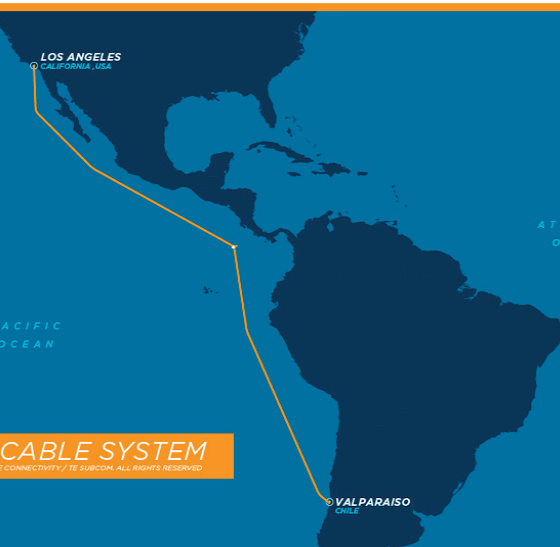 LOS ANGELES
CALIFORNIA, USA
AT
O
ACIFIC
OCEAN
CABLE SYSTEM
E CONNECTIVITY / TE SUBCOM. ALL RIGHTS RESERVED
VALPARAISO
CHILE